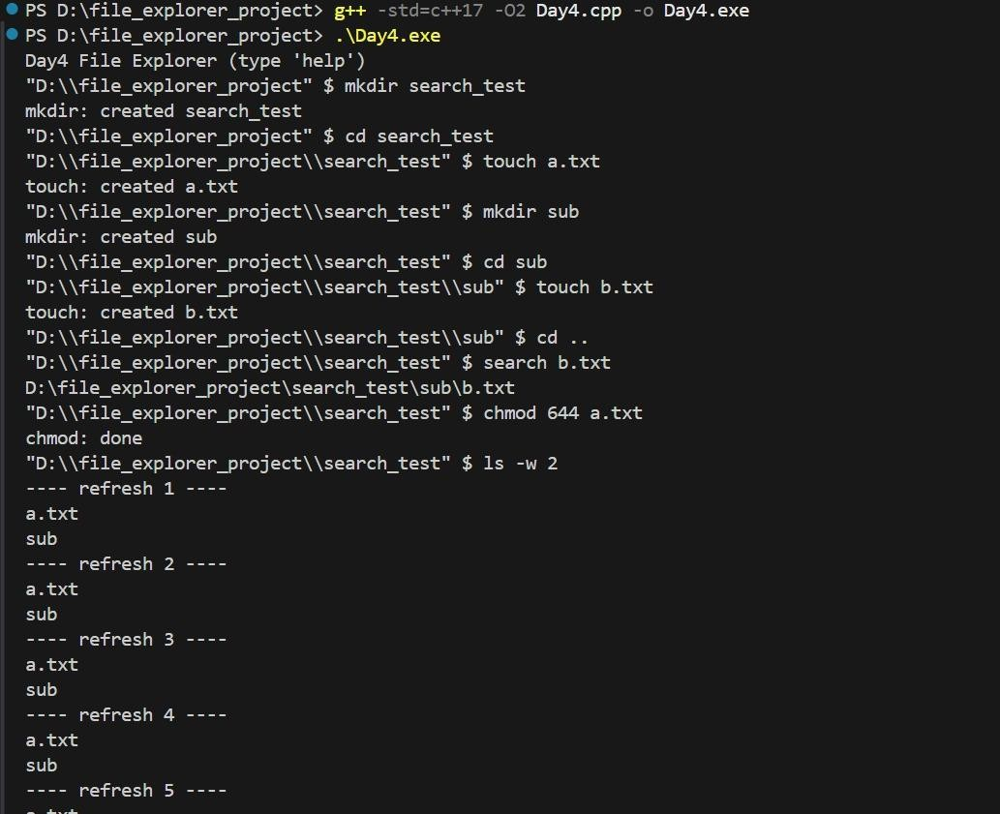 PS D:\file_explorer_project> g++ -std=c++17 -O2 Day4.cpp -o Day4.exe
PS D:\file_explorer_project> .\Day4.exe
Day4 File Explorer (type 'help')
"D:\\file_explorer_project" $ mkdir search_test
mkdir: created search_test
"D:\\file_explorer_project" $ cd search_test
"D:\\file_explorer_project\\search_test" $ touch a.txt
touch: created a.txt
"D:\\file_explorer_project\\search_test" $ mkdir sub
mkdir: created sub
"D:\\file_explorer_project\\search_test" $ cd sub
"D:\\file_explorer_project\\search_test\\sub" $ touch b.txt
touch: created b.txt
"D:\\file_explorer_project\\search_test\\sub" $ cd ..
"D:\\file_explorer_project\\search_test" $ search b.txt
D:\file_explorer_project\search_test\sub\b.txt
"D:\\file_explorer_project\\search_test" $ chmod 644 a.txt
chmod: done
"D:\\file_explorer_project\\search_test" $ ls -w 2
---- refresh 1 ----
a.txt
sub
---- refresh 2 ----
a.txt
sub
---- refresh 3 ----
a.txt
sub
---- refresh 4 ----
a.txt
sub
---- refresh 5 ----
a.txt